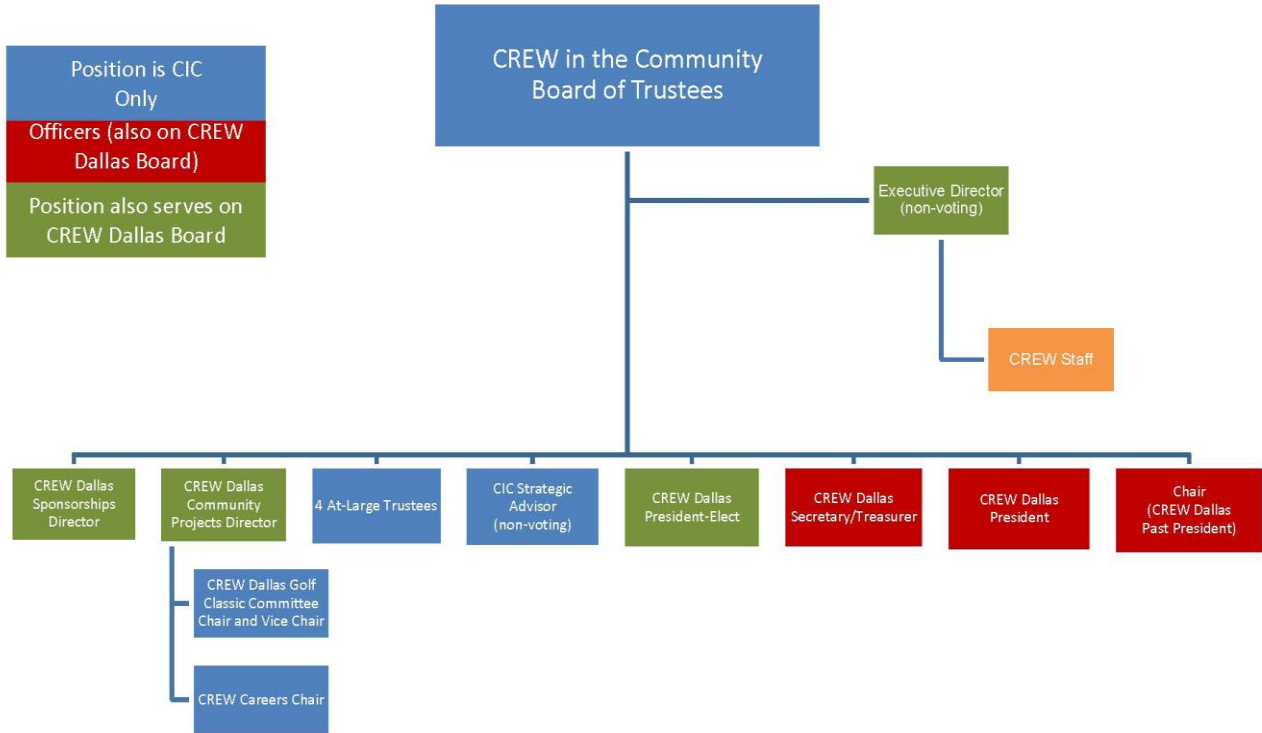 CREW in the Community
Board of Trustees
Position is CIC
Only
Officers (also on CREW
Dallas Board)
Position also serves on
CREW Dallas Board
Executive Director
(non-voting)
CREW Staff
CREW Dallas
Sponsorships
Director
CREW Dallas
Community
Projects Director
4 At-Large Trustees
CIC Strategic
Advisor
(non-voting)
CREW Dallas
President-Elect
CREW Dallas
Secretary/Treasurer
CREW Dallas
President
Chair
(CREW Dallas
Past President)
CREW Dallas Golf
Classic Committee
Chair and Vice Chair
CREW Careers Chair